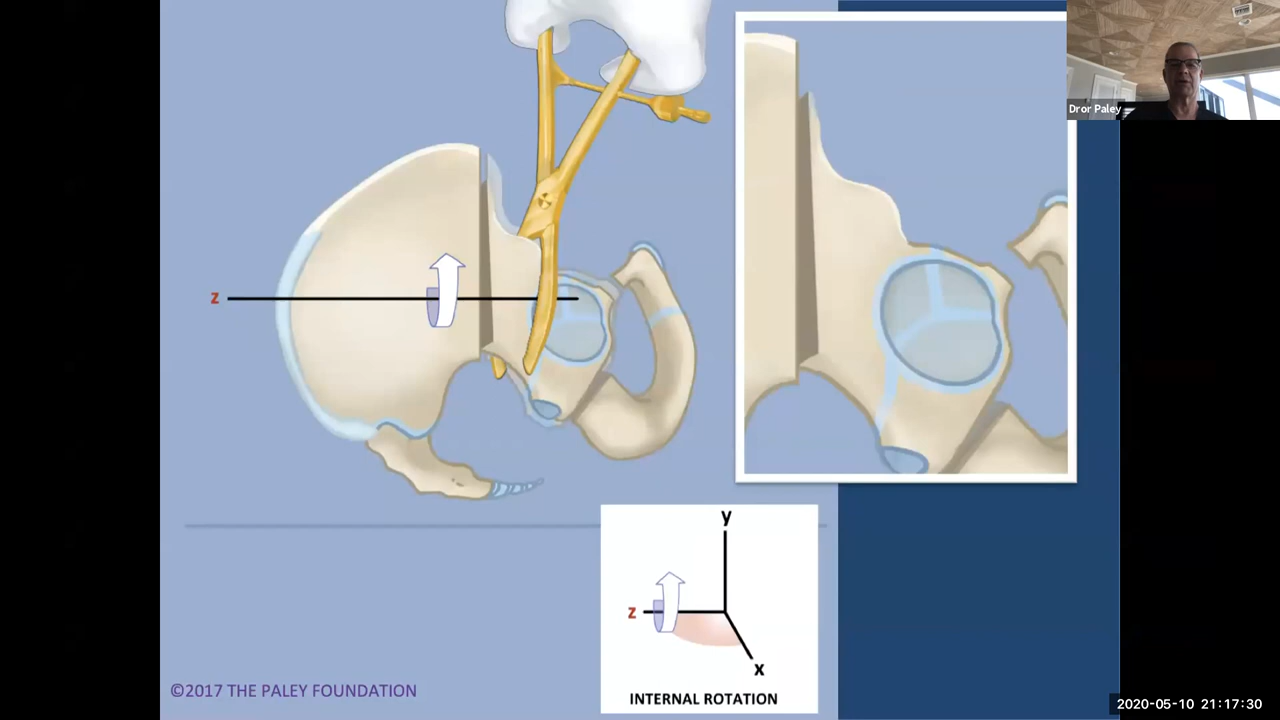 Dror Paley
z
y
z
x
INTERNAL ROTATION
©2017 THE PALEY FOUNDATION
2020-05-10 21:17:30